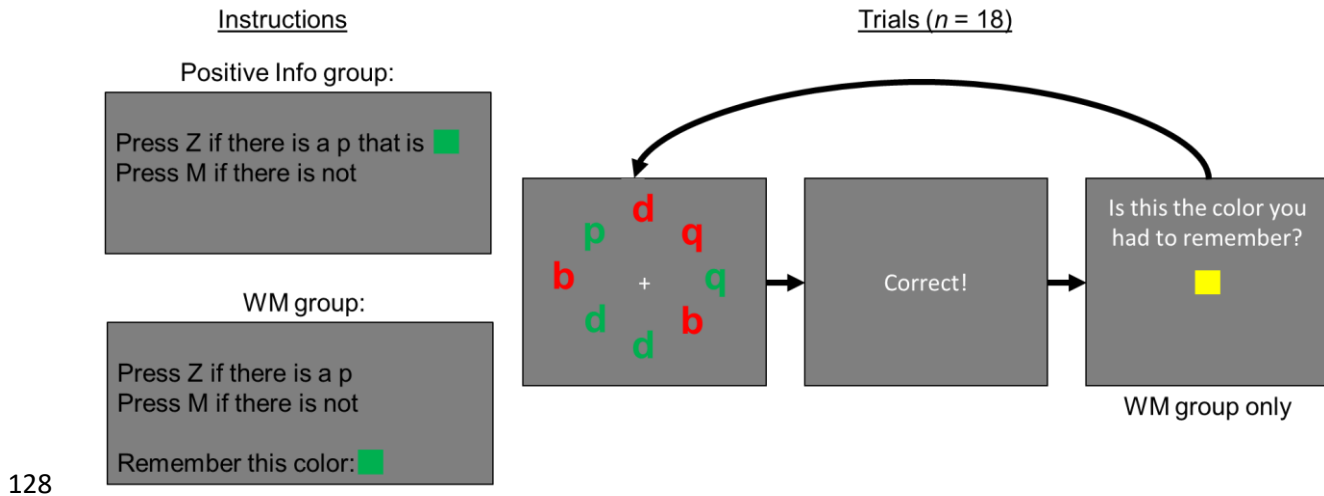 Instructions
Positive Info group:
Press Z if there is a p that is
Press M if there is not
WM group:
Press Z if there is a p
Press M if there is not
Remember this color:
Trials (n = 18)
d
p q
b + q
d b
d
Correct!
Is this the color you
had to remember?
WM group only
128